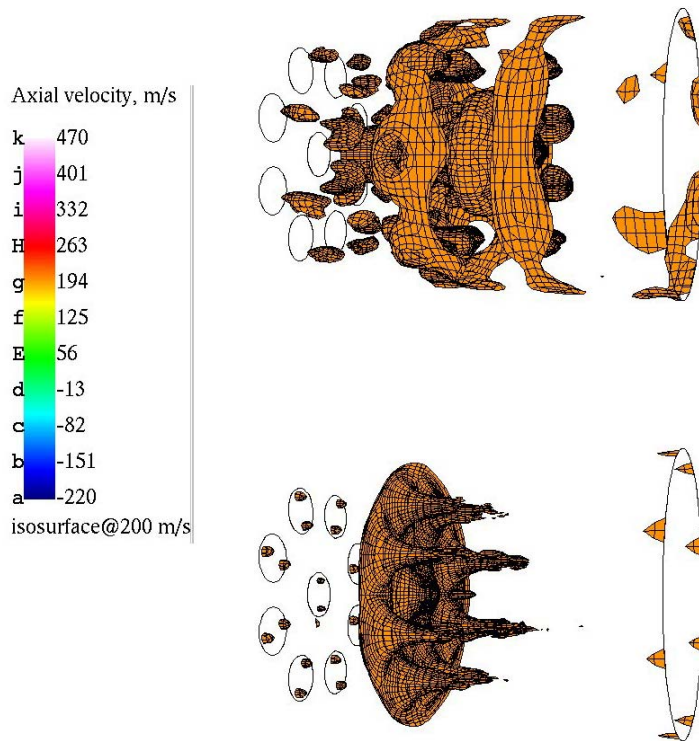 Axial velocity, m/s
k 470
j 401
i 332
H 263
g 194
f 125
E 56
d -13
c -82
b -151
a -220
isosurface@200 m/s